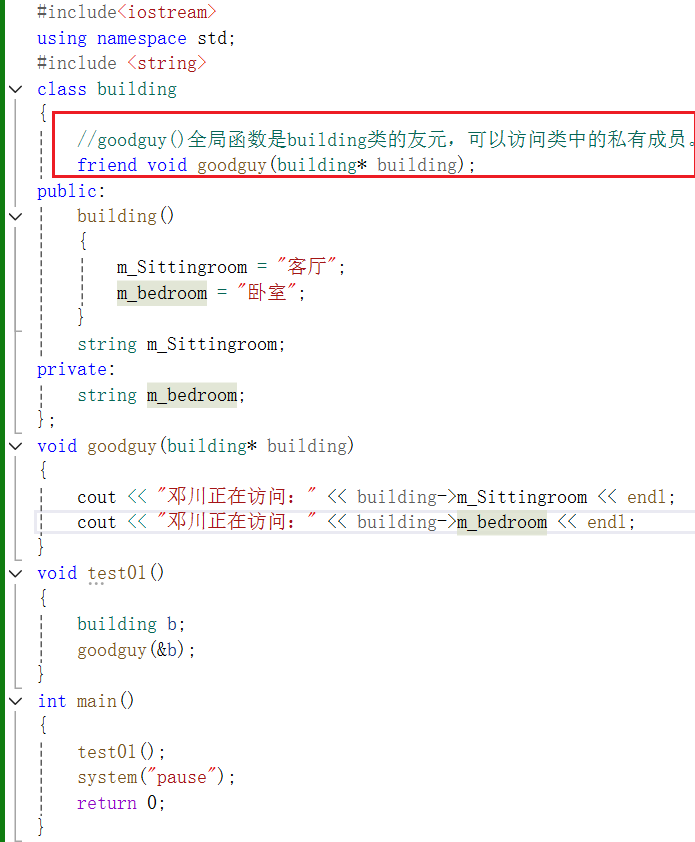 #include<iostream>
using namespace std;
#include <string>
class building
{
//goodguy()全局函数是building类的友元，可以访问类中的私有成员。
friend void goodguy(building* building);
public:
building()
{
m_Sittingroom = "客厅";
m_bedroom = "卧室";
}
string m_Sittingroom;
private:
string m_bedroom;
};
void goodguy(building* building)
{
cout << "邓川正在访问：" << building->m_Sittingroom << endl;
cout << "邓川正在访问：" << building->m_bedroom << endl;
}
void test01()
{
building b;
goodguy(&b);
}
int main()
{
test01();
system("pause");
return 0;
}